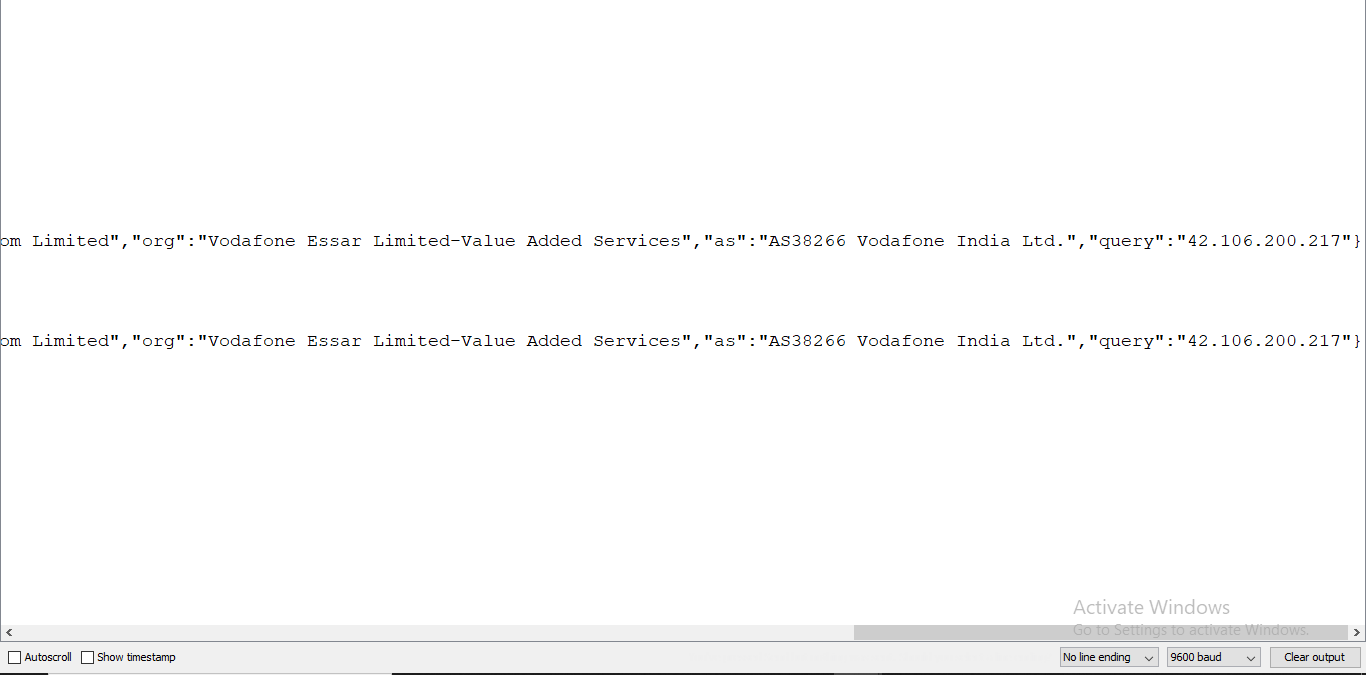 om Limited","org":"Vodafone Essar Limited-Value Added Services","as":"AS38266 Vodafone India Ltd.","query":"42.106.200.217"}
om Limited","org":"Vodafone Essar Limited-Value Added Services","as":"AS38266 Vodafone India Ltd.","query":"42.106.200.217"}
Activate Windows
Go to Settings to activate Windows.
Autoscroll Show timestamp No line ending 9600 baud Clear output